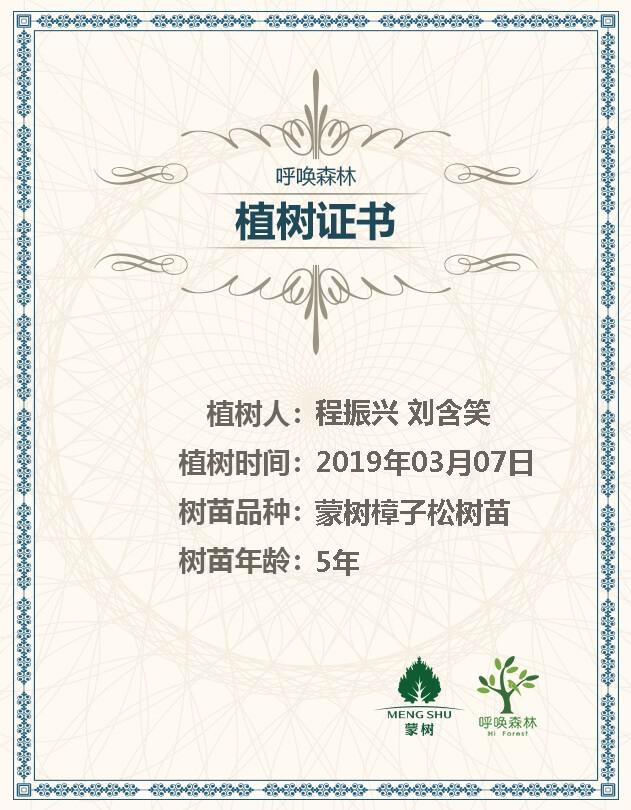 呼唤森林
植树证书
植树人：程振兴 刘含笑
植树时间：2019年03月07日
树苗品种：蒙树樟子松树苗
树苗年龄：5年
MENG SHU
蒙树
呼唤森林
Hi Forest